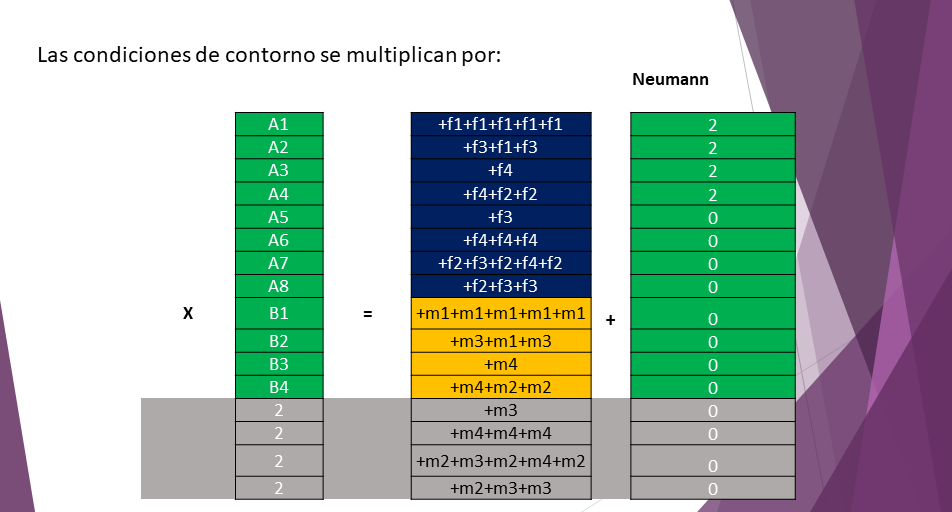 Las condiciones de contorno se multiplican por:
Neumann
A1 +f1+f1+f1+f1+f1 2
A2 +f3+f1+f3 2
A3 +f4 2
A4 +f4+f2+f2 2
A5 +f3 0
A6 +f4+f4+f4 0
A7 +f2+f3+f2+f4+f2 0
A8 +f2+f3+f3 0
X B1 = +m1+m1+m1+m1+m1 + 0
B2 +m3+m1+m3 0
B3 +m4 0
B4 +m4+m2+m2 0
2 +m3 0
2 +m4+m4+m4 0
2 +m2+m3+m2+m4+m2 0
2 +m2+m3+m3 0